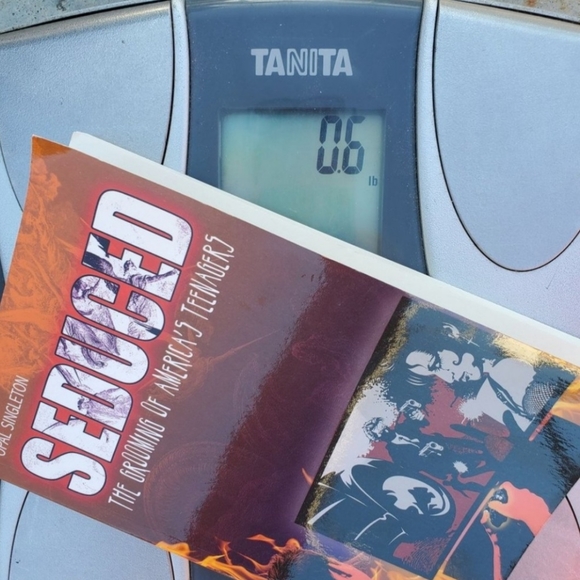 TANITA
0.6
lb
OPAL SINGLETON
SEDUCED
THE GROOMING OF AMERICA'S TEENAGERS